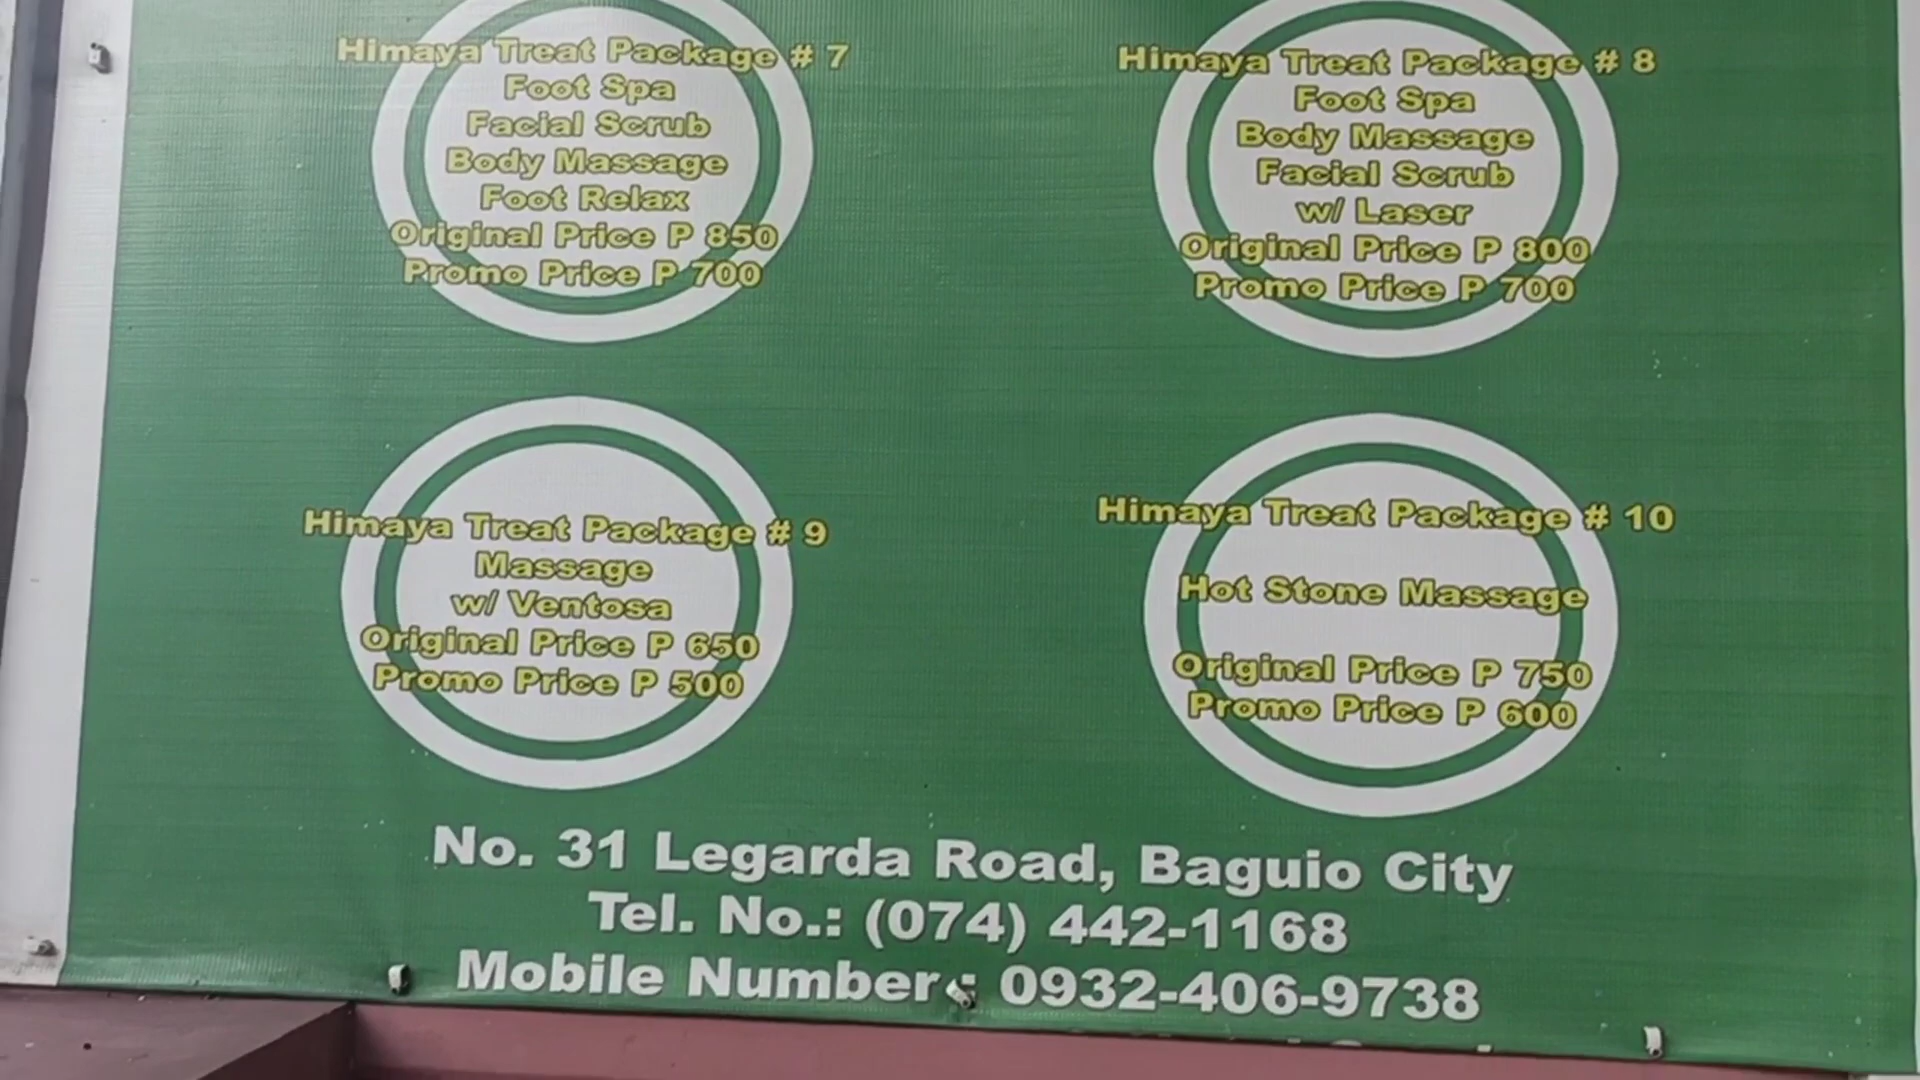 Himaya Treat Package # 7
Foot Spa
Facial Scrub
Body Massage
Foot Relax
Original Price P 850
Promo Price P 700
Himaya Treat Package # 8
Foot Spa
Body Massage
Facial Scrub
w/ Laser
Original Price P 800
Promo Price P 700
Himaya Treat Package # 9
Massage
w/ Ventosa
Original Price P 650
Promo Price P 500
Himaya Treat Package # 10
Hot Stone Massage
Original Price P 750
Promo Price P 600
No. 31 Legarda Road, Baguio City
Tel. No.: (074) 442-1168
Mobile Number : 0932-406-9738